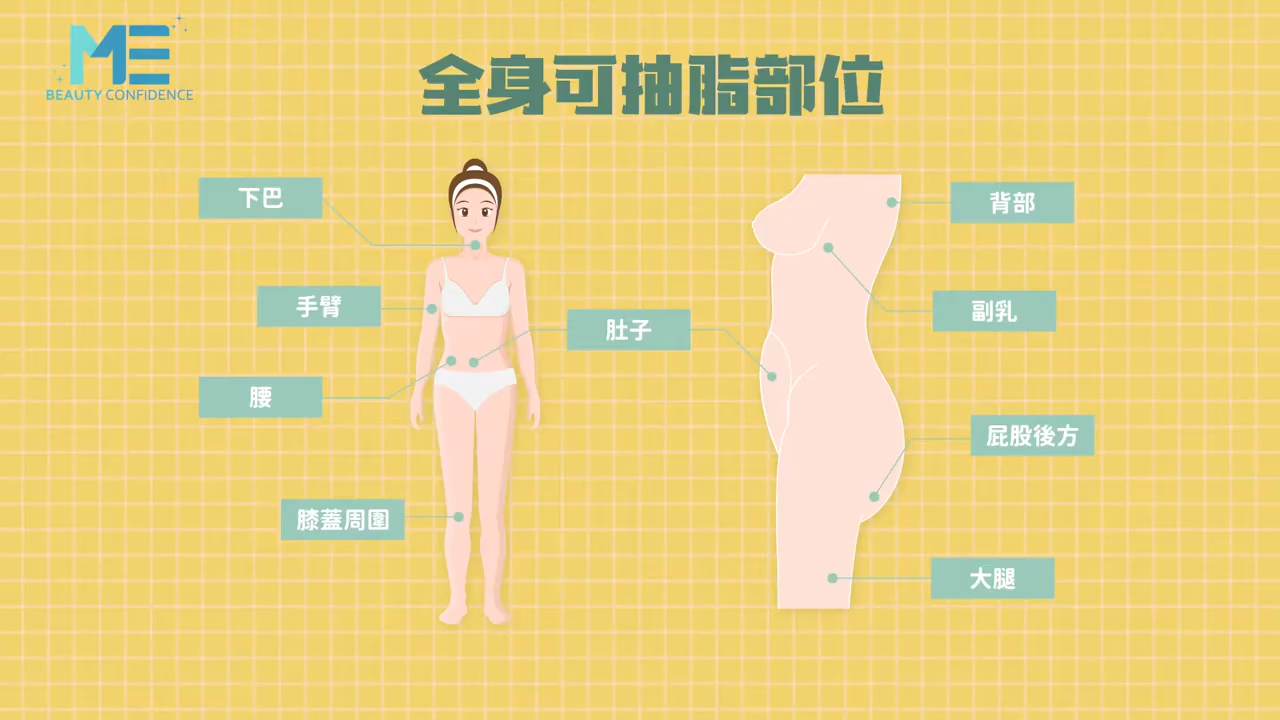 ME
BEAUTY CONFIDENCE
全身可抽脂部位
下巴
手臂
腰
膝蓋周圍
肚子
背部
副乳
屁股後方
大腿